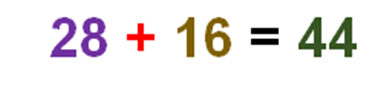 28 + 16 = 44